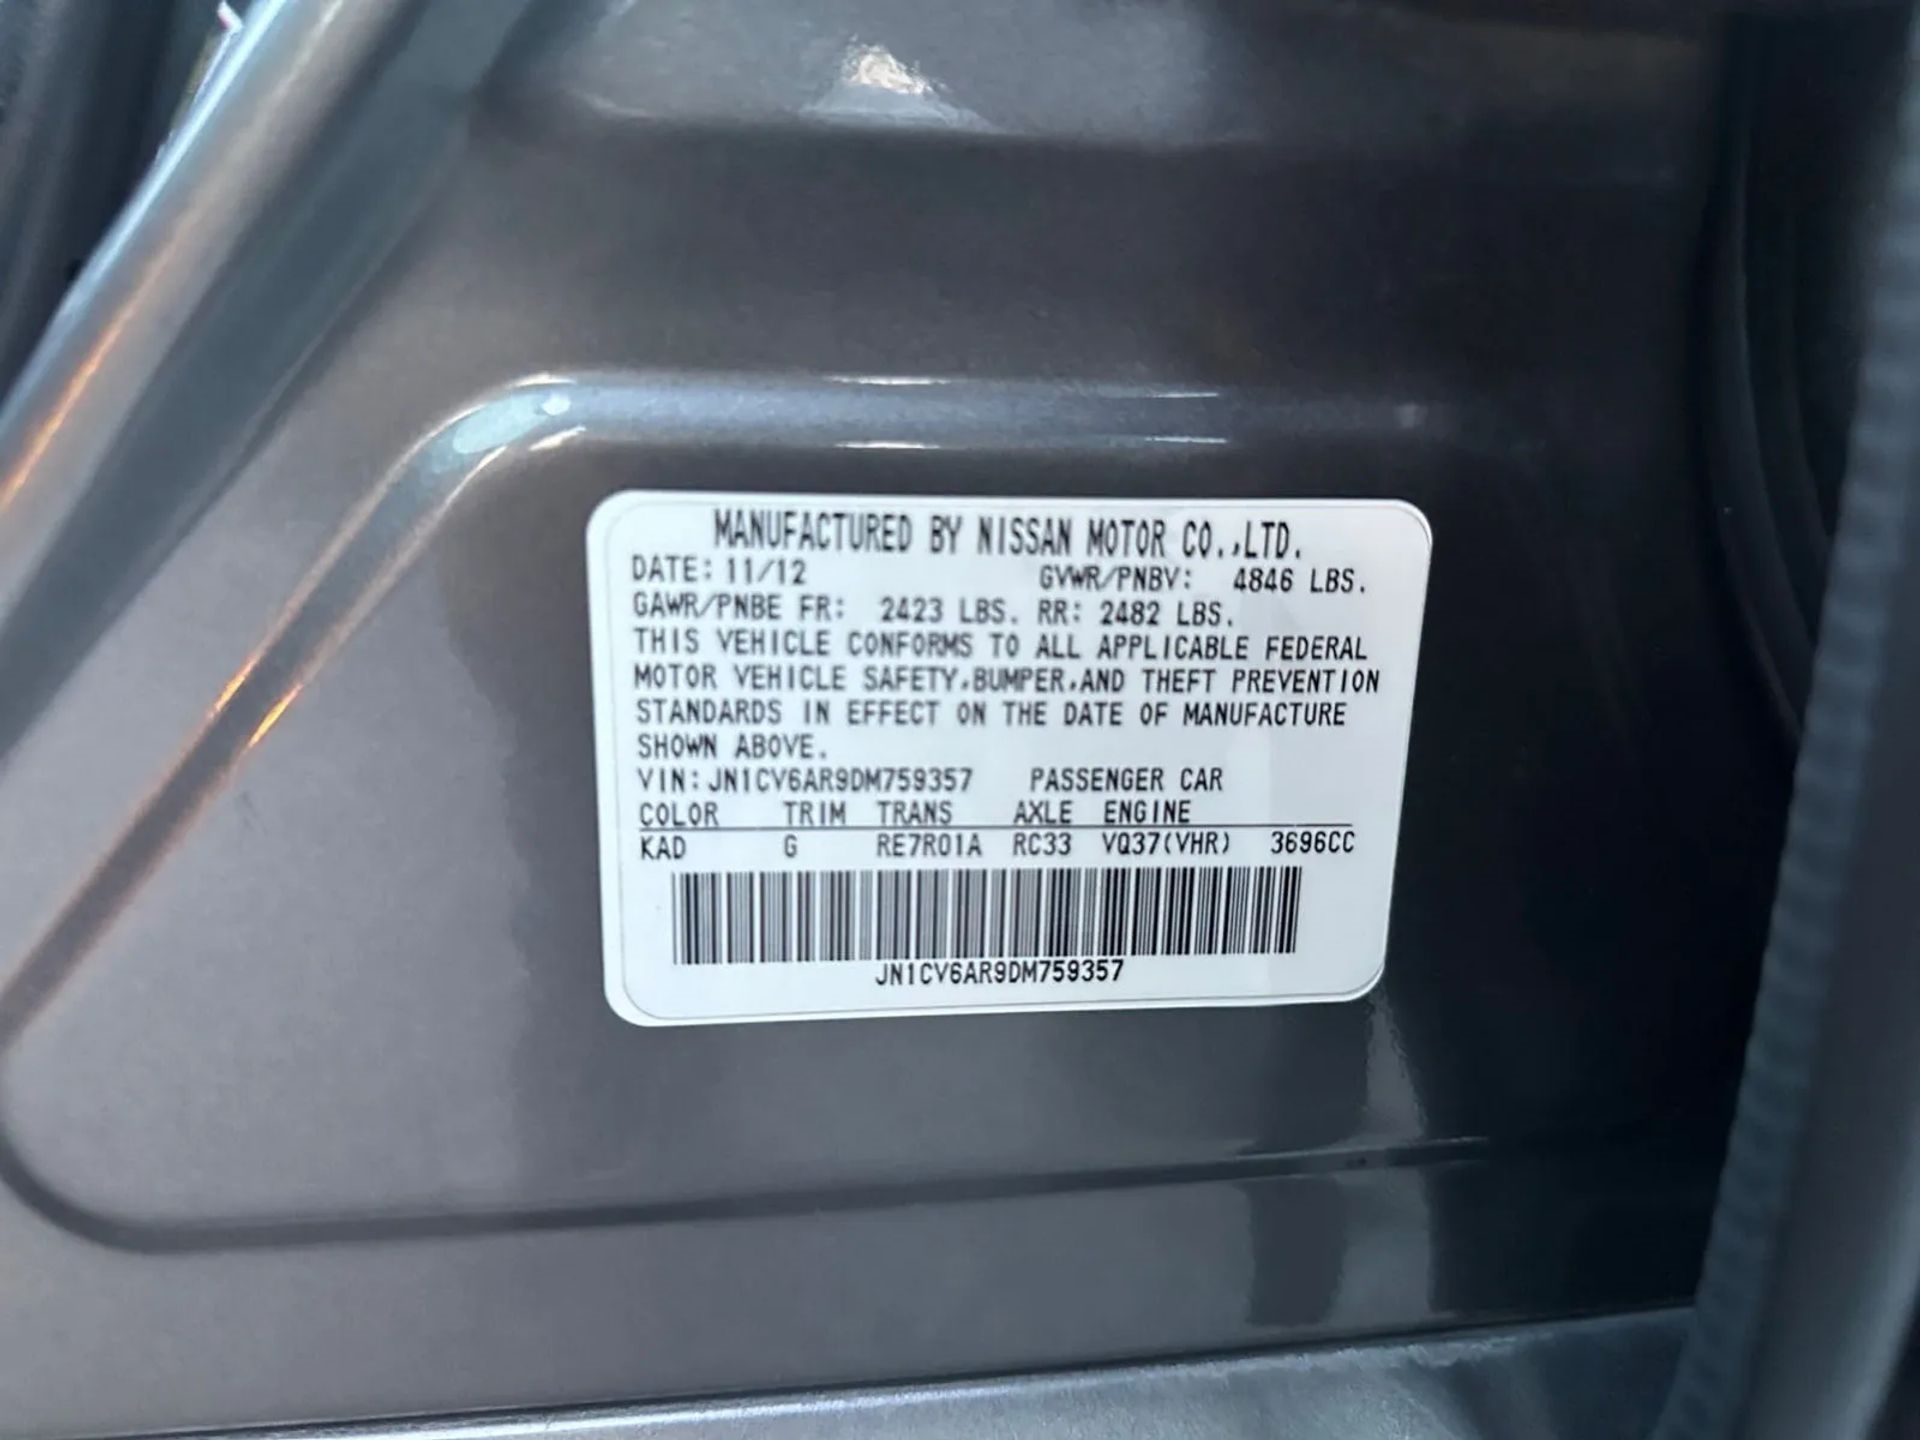 MANUFACTURED BY NISSAN MOTOR CO.,LTD.
DATE: 11/12 GVWR/PNBV: 4846 LBS.
GAWR/PNBE FR: 2423 LBS. RR: 2482 LBS.
THIS VEHICLE CONFORMS TO ALL APPLICABLE FEDERAL
MOTOR VEHICLE SAFETY,BUMPER,AND THEFT PREVENTION
STANDARDS IN EFFECT ON THE DATE OF MANUFACTURE
SHOWN ABOVE.
VIN:JN1CV6AR9DM759357 PASSENGER CAR
COLOR TRIM TRANS AXLE ENGINE
KAD G RE7R01A RC33 VQ37(VHR) 3696CC
JN1CV6AR9DM759357